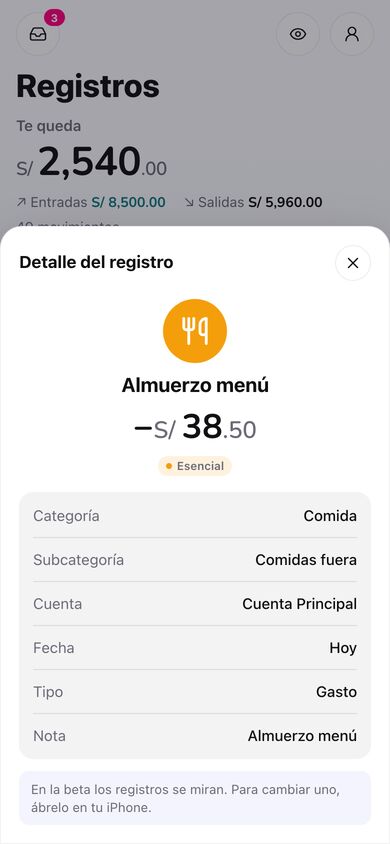 3
Registros
Te queda
S/ 2,540.00
Entradas S/ 8,500.00 Salidas S/ 5,960.00
Detalle del registro
Almuerzo menú
−S/ 38.50
Esencial
Categoría Comida
Subcategoría Comidas fuera
Cuenta Cuenta Principal
Fecha Hoy
Tipo Gasto
Nota Almuerzo menú
En la beta los registros se miran. Para cambiar uno,
ábrelo en tu iPhone.